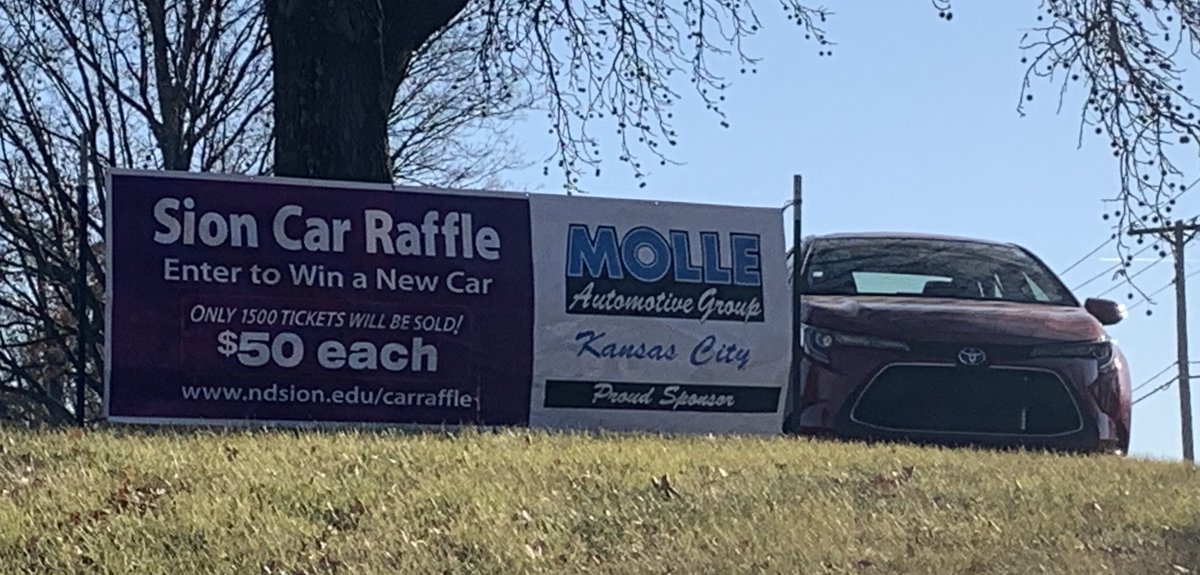 Sion Car Raffle
Enter to Win a New Car
ONLY 1500 TICKETS WILL BE SOLD!
$50 each
www.ndsion.edu/carraffle
MOLLE
Automotive Group
Kansas City
Proud Sponsor